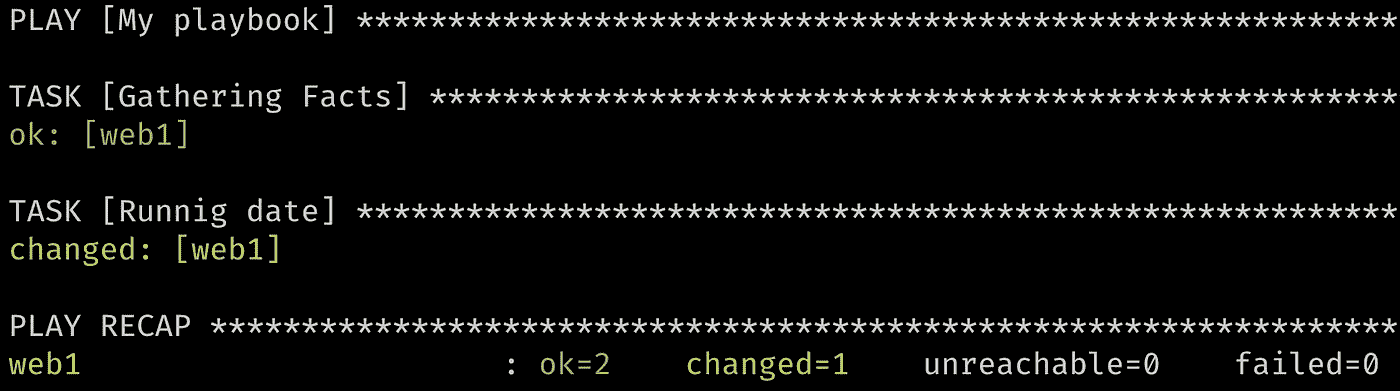 PLAY [My playbook] *********************************************************
TASK [Gathering Facts] *****************************************************
ok: [web1]
TASK [Runnig date] *********************************************************
changed: [web1]
PLAY RECAP *****************************************************************
web1 : ok=2 changed=1 unreachable=0 failed=0